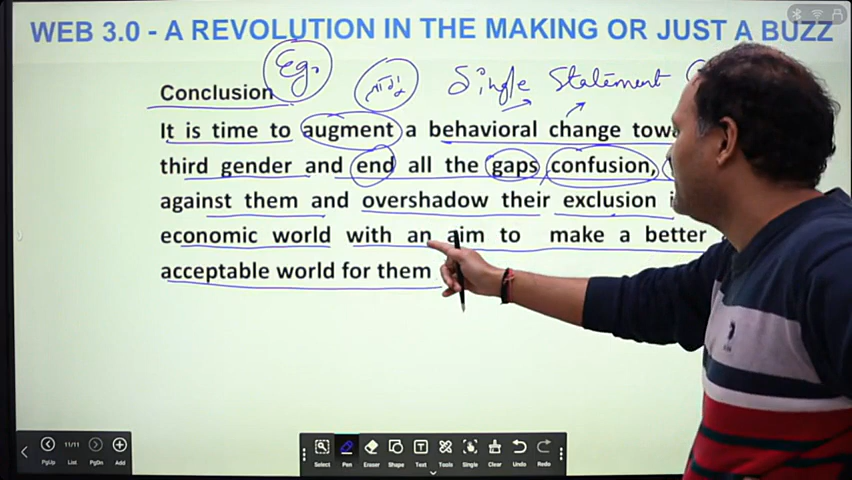 WEB 3.0 - A REVOLUTION IN THE MAKING OR JUST A BUZZ
Eg.
Single Statement
Conclusion
It is time to augment a behavioral change
third gender and end all the gaps, confusion,
against them and overshadow their exclusion
economic world with an aim to make a better
acceptable world for them
PgUp
11/11
List
PgDn
Add
Select
Pen
Eraser
Shape
Text
Tools
Single
Clear
Undo
Redo